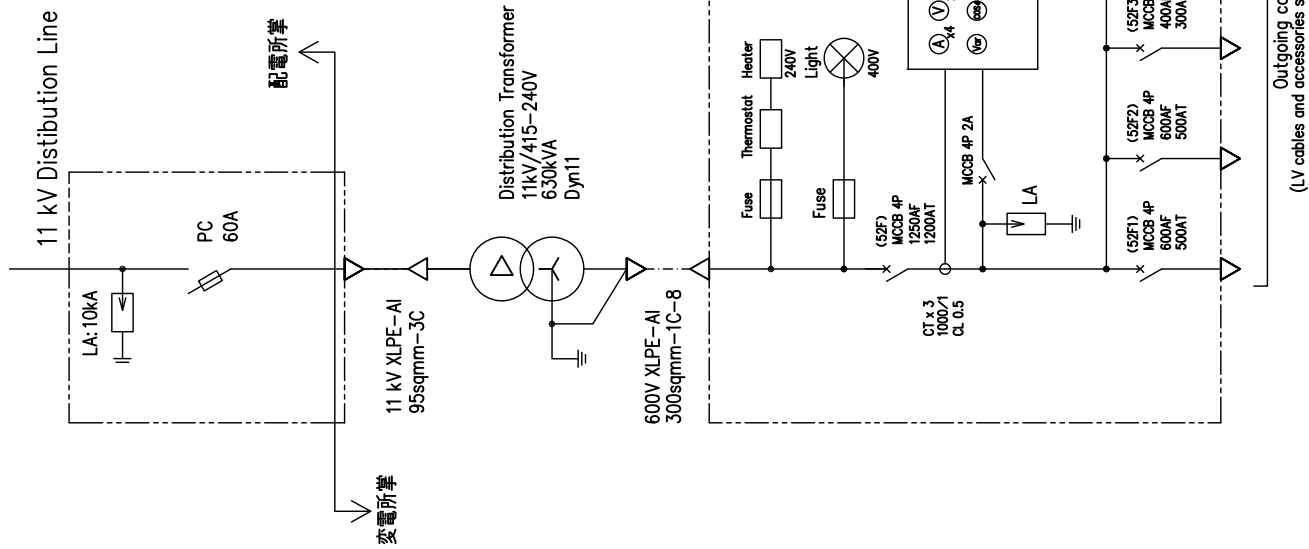 11 kV Distibution Line
LA:10kA
PC
60A
配電所掌
変電所掌
11 kV XLPE-Al
95sqmm-3C
Distribution Transformer
11kV/415-240V
630kVA
Dyn11
600V XLPE-Al
300sqmm-1C-8
Fuse
Thermostat
Heater
240V
Fuse
Light
400V
(52F)
MCCB 4P
1250AF
1200AT
CT x 3
1000/1
CL 0.5
A
x4
V
Var
cosφ
MCCB 4P 2A
LA
(52F1)
MCCB 4P
600AF
500AT
(52F2)
MCCB 4P
600AF
500AT
(52F3
MCCB
400A
300A
Outgoing
(LV cables and accessories